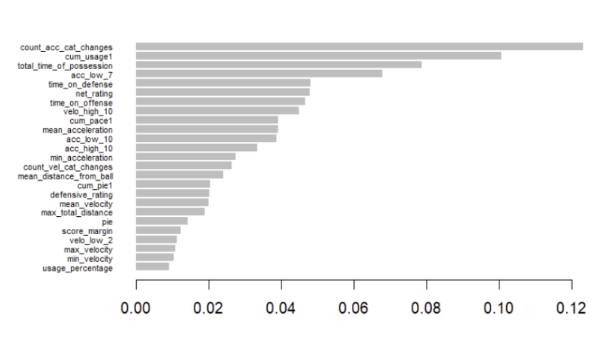 count_acc_cat_changes
cum_usage1
total_time_of_possession
acc_low_7
time_on_defense
net_rating
time_on_offense
velo_high_10
cum_pace1
mean_acceleration
acc_low_10
acc_high_10
min_acceleration
count_vel_cat_changes
mean_distance_from_ball
cum_pie1
defensive_rating
mean_velocity
max_total_distance
pie
score_margin
velo_low_2
max_velocity
min_velocity
usage_percentage
0.00 0.02 0.04 0.06 0.08 0.10 0.12